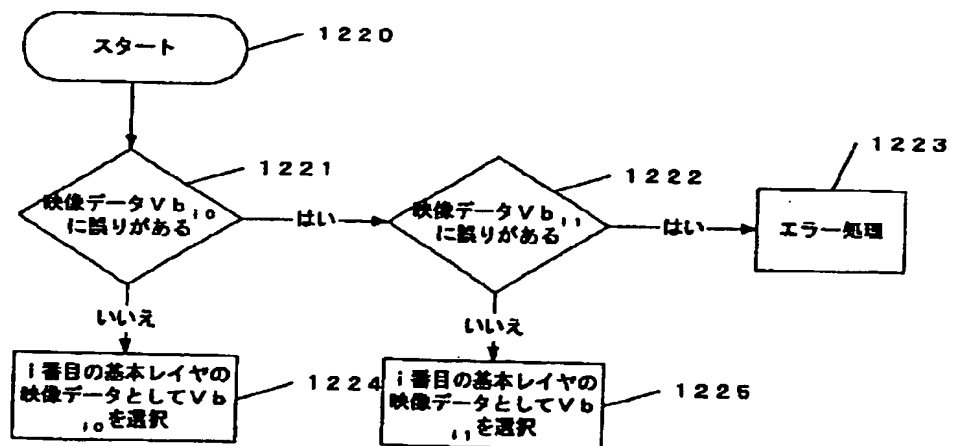 スタート
1220
1221
映像データVb i0
に誤りがある
はい
1222
映像データVb i1
に誤りがある
はい
1223
エラー処理
いいえ
いいえ
i番目の基本レイヤの
映像データとしてVb
i0を選択
1224
i番目の基本レイヤの
映像データとしてVb
i1を選択
1225